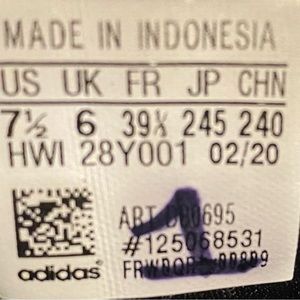 MADE IN INDONESIA
US UK FR JP CHN
7½ 6 39⅓ 245 240
HWI 28Y001 02/20
ART
#125068531
adidas